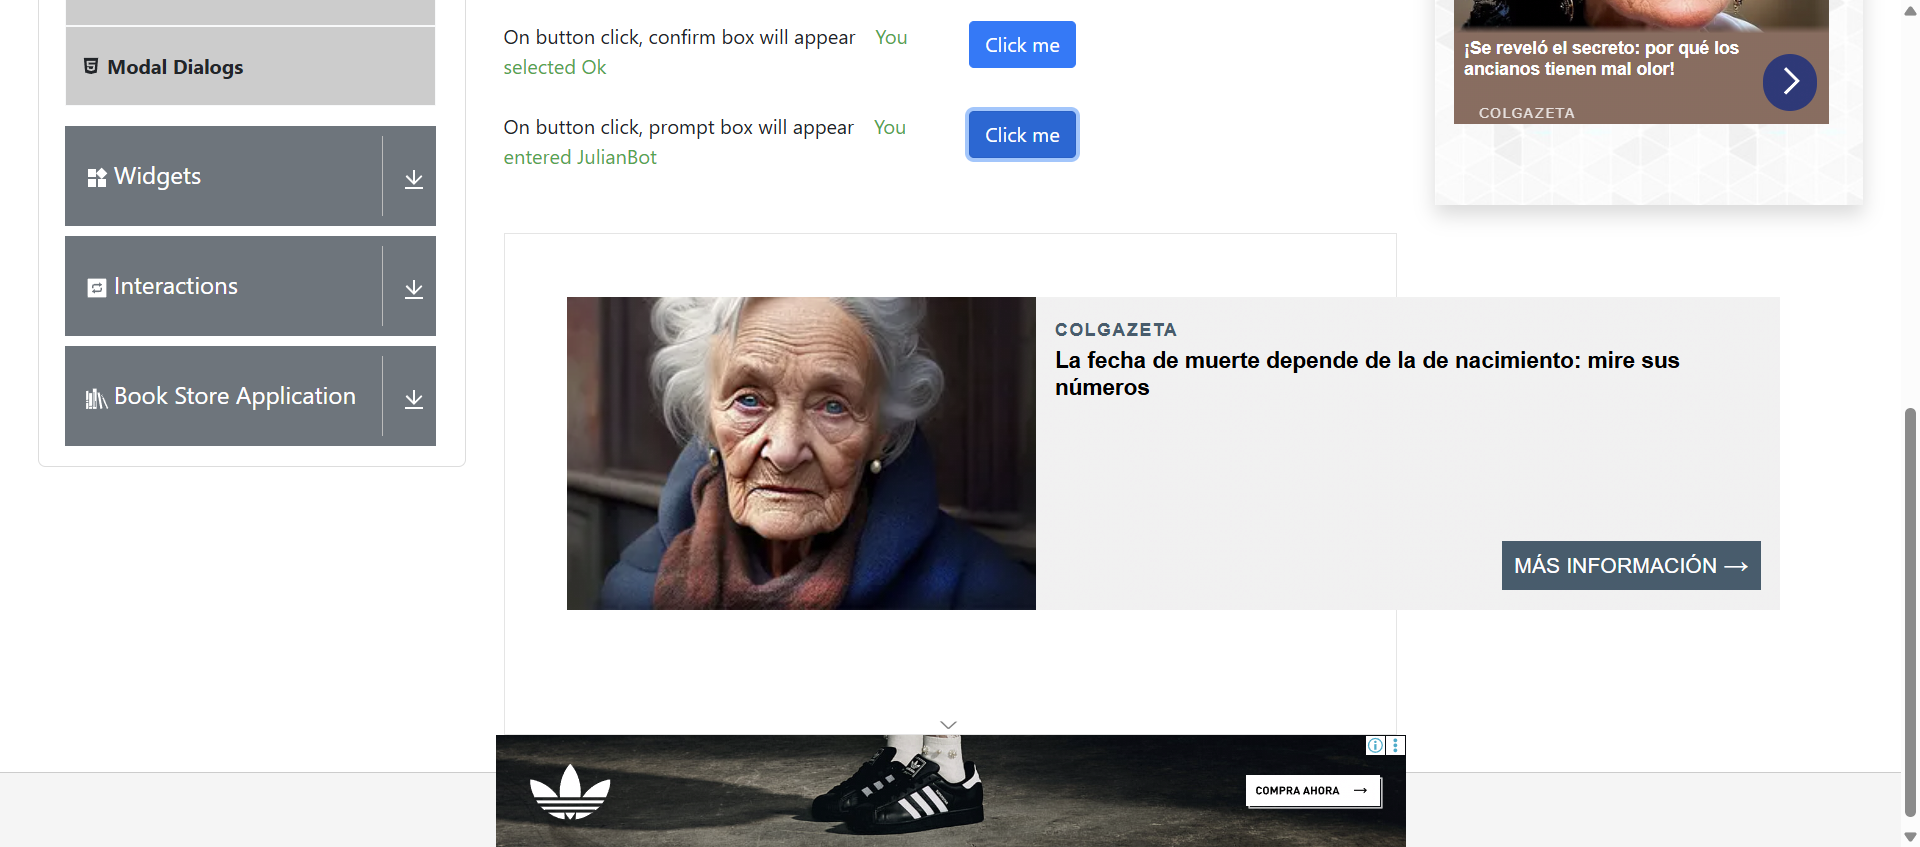 Modal Dialogs
Widgets
Interactions
Book Store Application
On button click, confirm box will appear You
selected Ok
Click me
On button click, prompt box will appear You
entered JulianBot
Click me
COLGAZETA
La fecha de muerte depende de la de nacimiento: mire sus
números
MÁS INFORMACIÓN →
COMPRA AHORA →
¡Se reveló el secreto: por qué los
ancianos tienen mal olor!
COLGAZETA